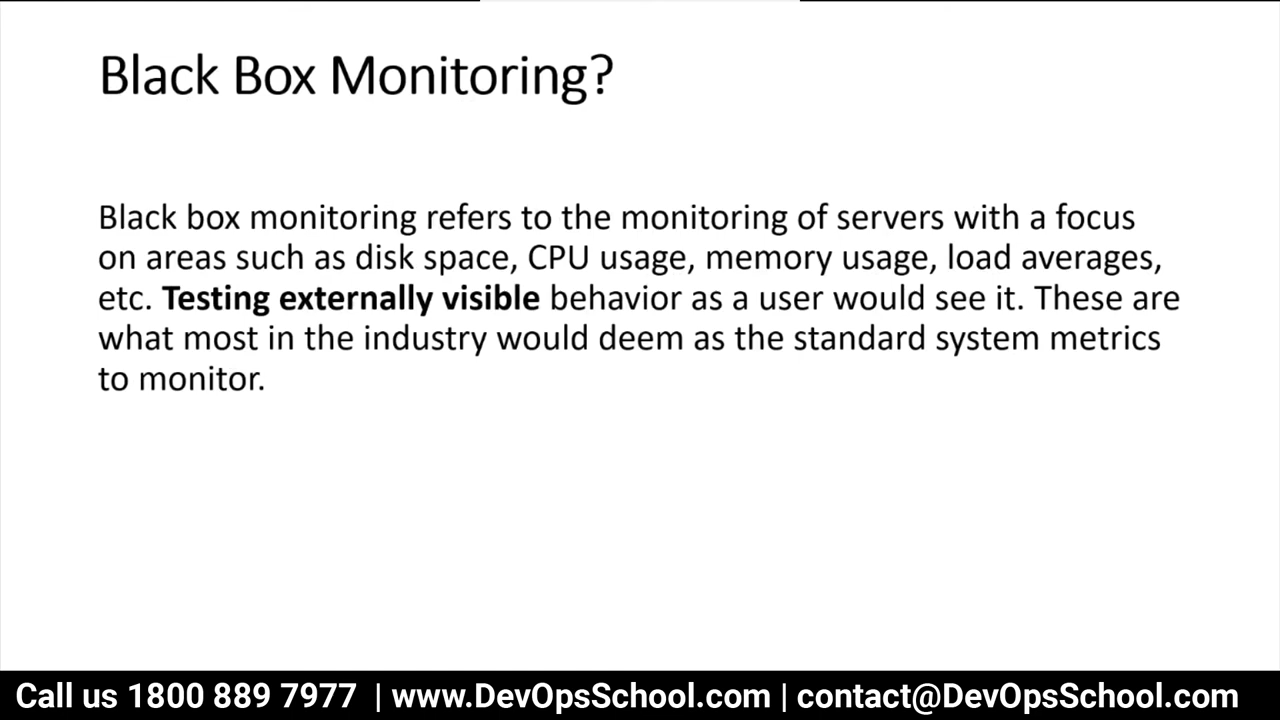 Black Box Monitoring?
Black box monitoring refers to the monitoring of servers with a focus
on areas such as disk space, CPU usage, memory usage, load averages,
etc. Testing externally visible behavior as a user would see it. These are
what most in the industry would deem as the standard system metrics
to monitor.
Call us 1800 889 7977 | www.DevOpsSchool.com | contact@DevOpsSchool.com